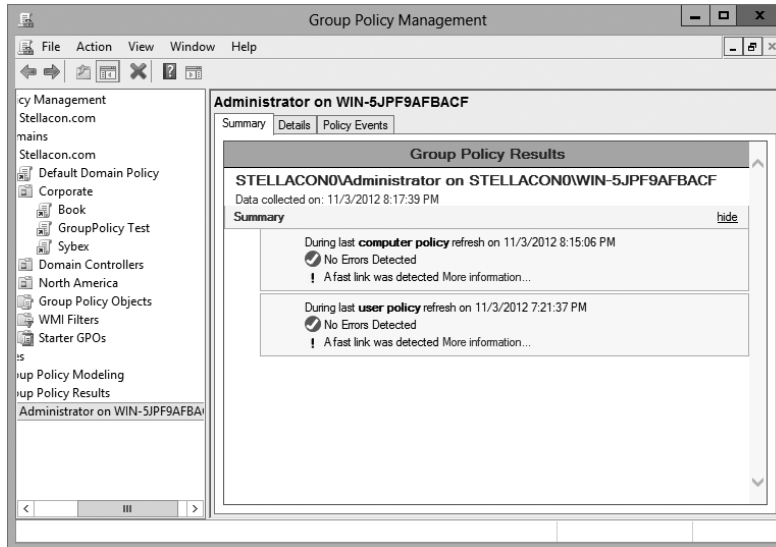 Group Policy Management
File Action View Window Help
icy Management
Stellacon.com
mains
Stellacon.com
Default Domain Policy
Corporate
Book
GroupPolicy Test
Sybex
Domain Controllers
North America
Group Policy Objects
WMI Filters
Starter GPOs
es
oup Policy Modeling
oup Policy Results
Administrator on WIN-5JPF9AFBA
Administrator on WIN-5JPF9AFBACF
Summary Details Policy Events
Group Policy Results
STELLACON0\Administrator on STELLACON0\WIN-5JPF9AFBACF
Data collected on: 11/3/2012 8:17:39 PM
Summary hide
During last computer policy refresh on 11/3/2012 8:15:06 PM
No Errors Detected
! A fast link was detected More information...
During last user policy refresh on 11/3/2012 7:21:37 PM
No Errors Detected
! A fast link was detected More information...